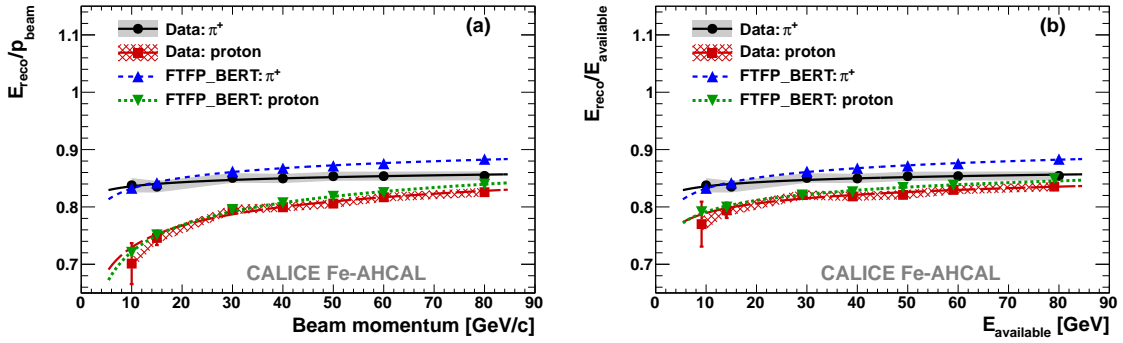 (a)
Data: π+
Data: proton
FTFP_BERT: π+
FTFP_BERT: proton
E_reco/p_beam
1.1
1
0.9
0.8
0.7
CALICE Fe-AHCAL
0 10 20 30 40 50 60 70 80 90
Beam momentum [GeV/c]
(b)
Data: π+
Data: proton
FTFP_BERT: π+
FTFP_BERT: proton
E_reco/E_available
1.1
1
0.9
0.8
0.7
CALICE Fe-AHCAL
0 10 20 30 40 50 60 70 80 90
E_available [GeV]